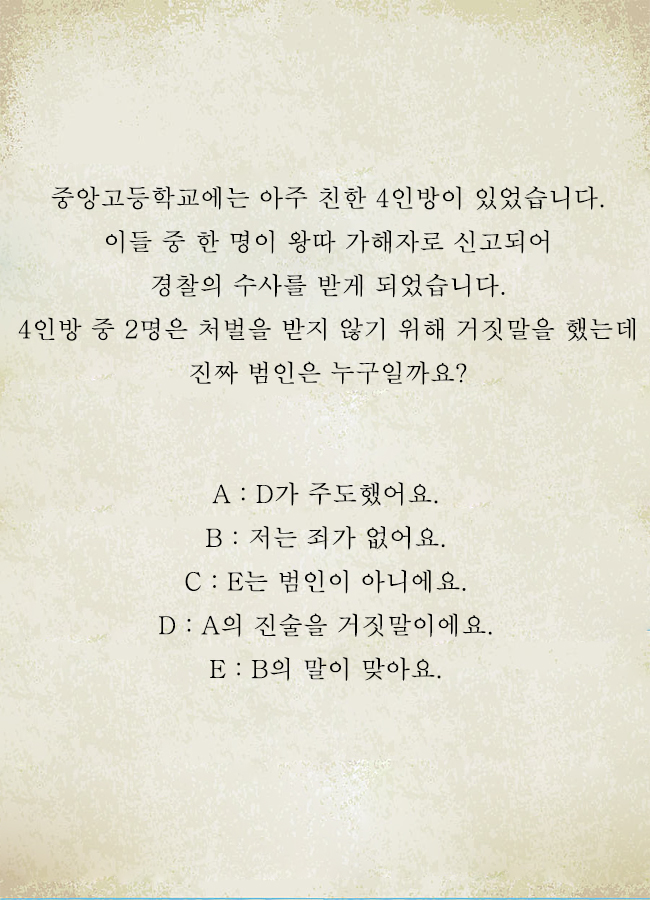 중앙고등학교에는 아주 친한 4인방이 있었습니다.
이들 중 한 명이 왕따 가해자로 신고되어
경찰의 수사를 받게 되었습니다.
4인방 중 2명은 처벌을 받지 않기 위해 거짓말을 했는데
진짜 범인은 누구일까요?
A : D가 주도했어요.
B : 저는 죄가 없어요.
C : E는 범인이 아니에요.
D : A의 진술을 거짓말이에요.
E : B의 말이 맞아요.